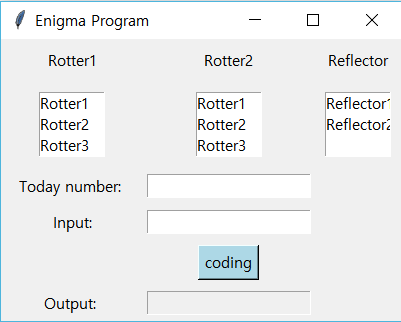 Enigma Program
Rotter1 Rotter2 Reflector
Rotter1 Rotter1 Reflector1
Rotter2 Rotter2 Reflector2
Rotter3 Rotter3
Today number:
Input:
coding
Output: